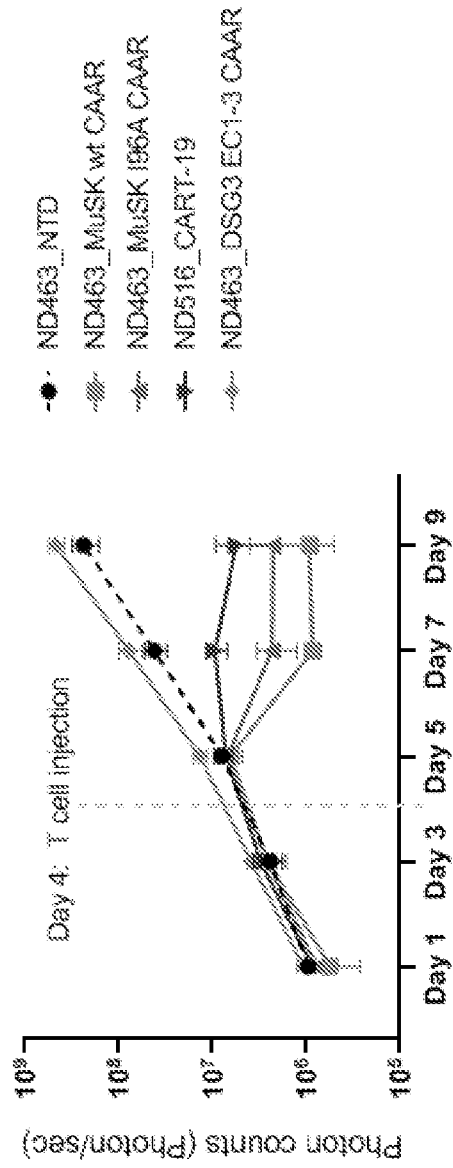 Photon counts (Photon/sec)
10⁹
10⁸
10⁷
10⁶
10⁵
Day 4: T cell injection
Day 1
Day 3
Day 5
Day 7
Day 9
ND463_NTD
ND463_MuSK wt CAAR
ND463_MuSK I96A CAAR
ND516_CART-19
ND463_DSG3 EC1-3 CAAR